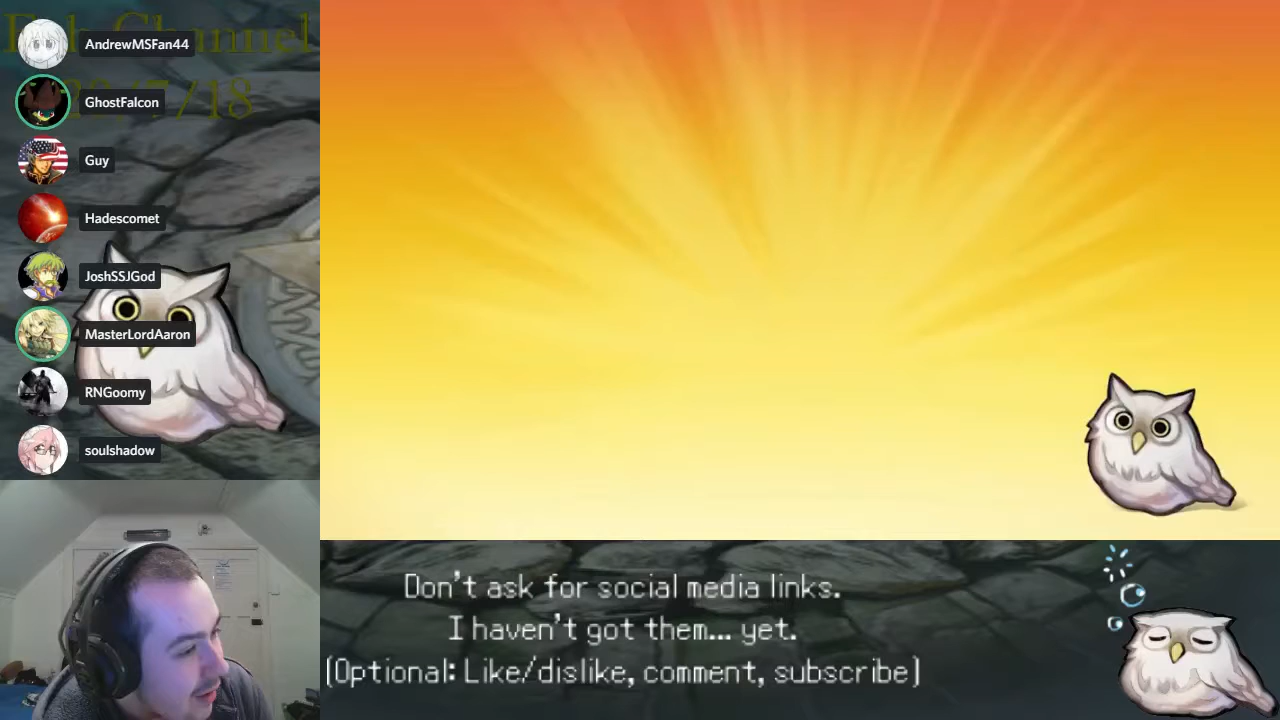 AndrewMSFan44
GhostFalcon
Guy
Hadescomet
JoshSSJGod
MasterLordAaron
RNGoomy
soulshadow
Don't ask for social media links.
I haven't got them... yet.
(Optional: Like/dislike, comment, subscribe)